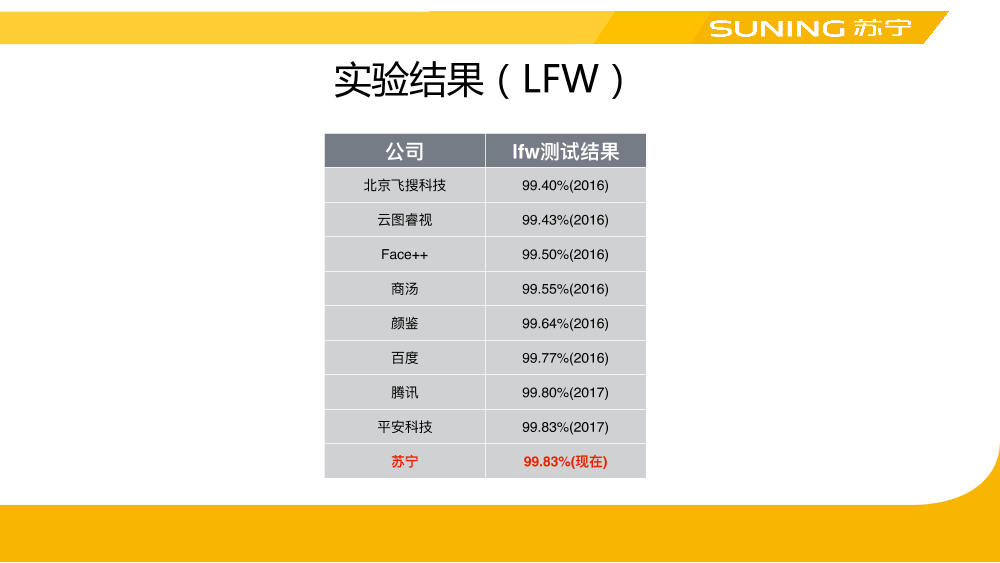 SUNING 苏宁
实验结果（LFW）
公司 lfw测试结果
北京飞搜科技 99.40%(2016)
云图睿视 99.43%(2016)
Face++ 99.50%(2016)
商汤 99.55%(2016)
颜鉴 99.64%(2016)
百度 99.77%(2016)
腾讯 99.80%(2017)
平安科技 99.83%(2017)
苏宁 99.83%(现在)